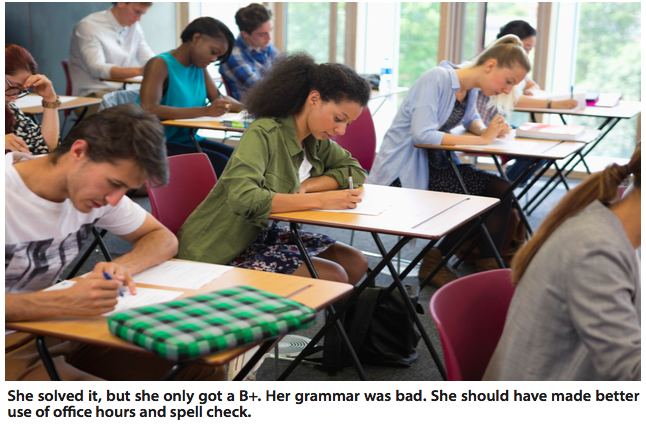 She solved it, but she only got a B+. Her grammar was bad. She should have made better
use of office hours and spell check.